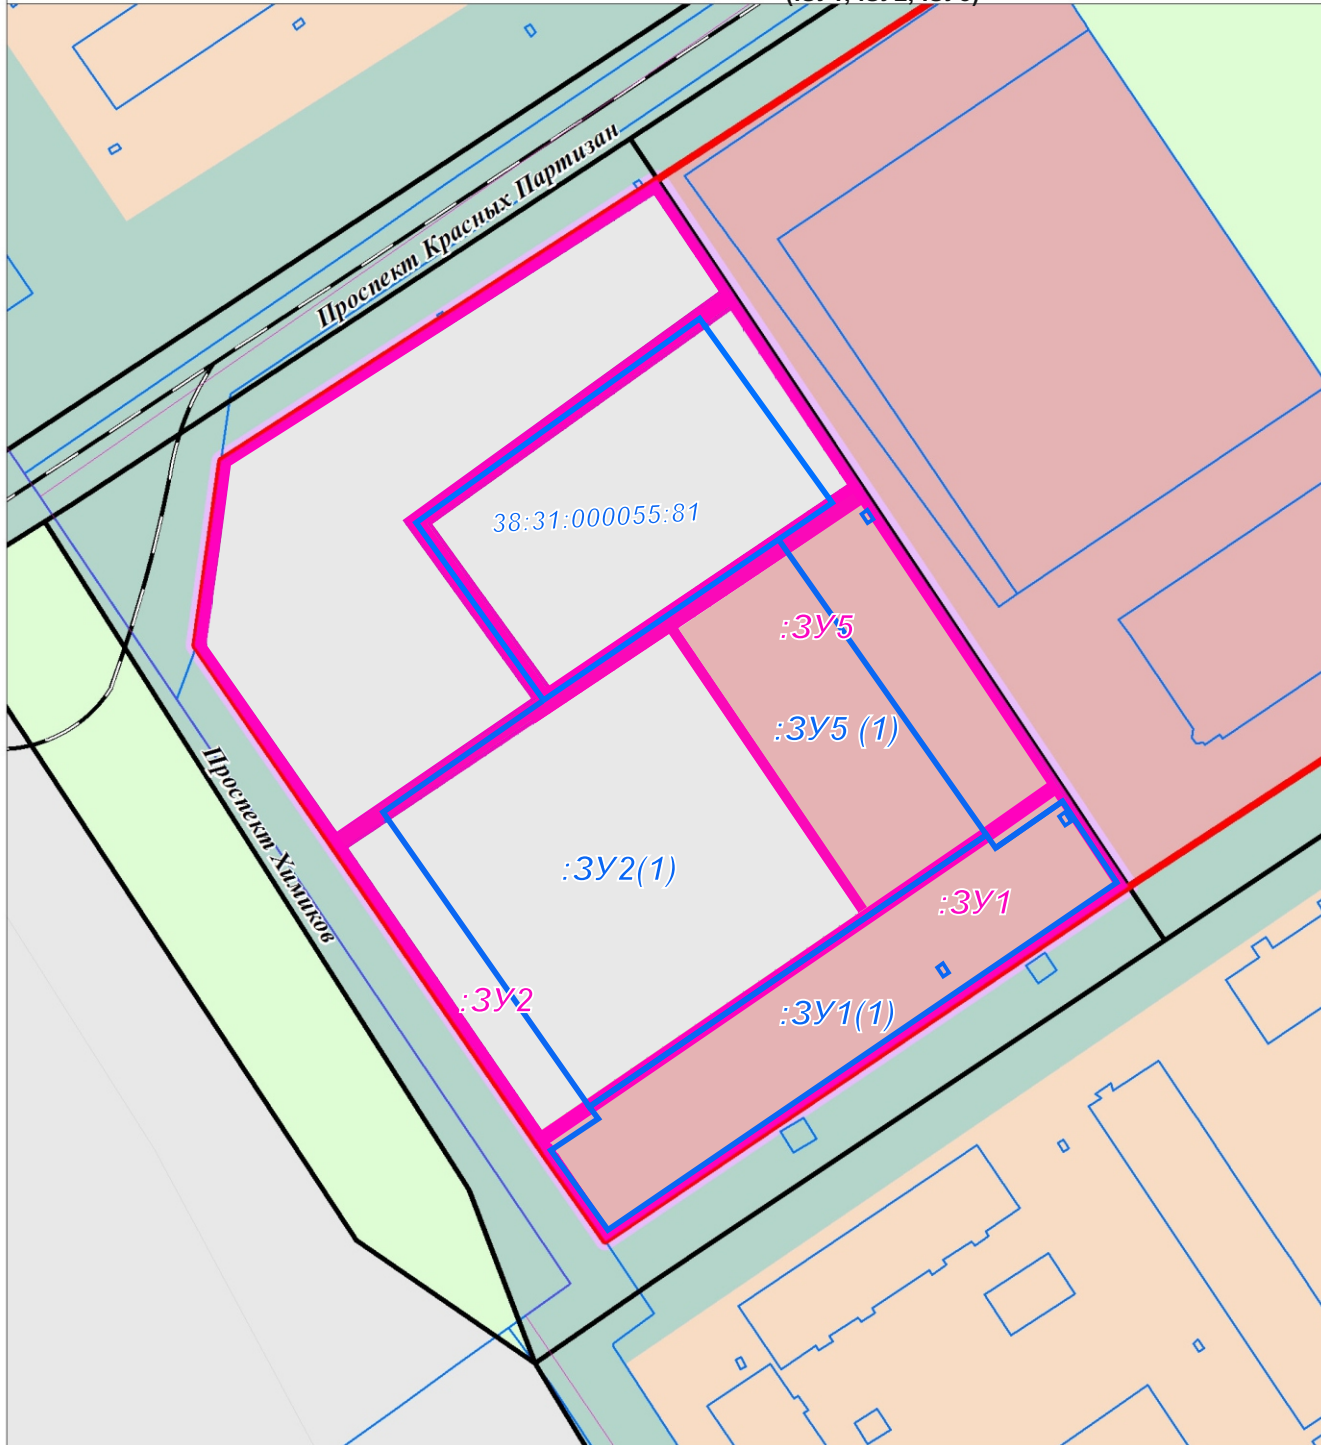 Проспект Красных Партизан
38:31:000055:81
:ЗУ5
:ЗУ5 (1)
Проспект Химиков
:ЗУ2(1)
:ЗУ1
:ЗУ2
:ЗУ1(1)